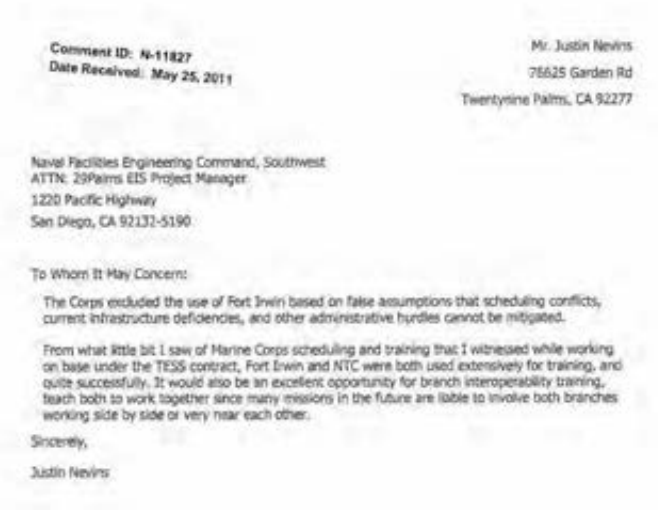 Comment ID: N-11827
Date Received: May 25, 2011
Mr. Justin Nevins
76625 Garden Rd
Twentynine Palms, CA 92277
Naval Facilities Engineering Command, Southwest
ATTN: 29Palms EIS Project Manager
1220 Pacific Highway
San Diego, CA 92132-5190
To Whom It May Concern:
The Corps excluded the use of Fort Irwin based on false assumptions that scheduling conflicts,
current infrastructure deficiencies, and other administrative hurdles cannot be mitigated.
From what little bit I saw of Marine Corps scheduling and training that I witnessed while working
on base under the TESS contract, Fort Irwin and NTC were both used extensively for training, and
quite successfully. It would also be an excellent opportunity for branch interoperability training,
teach both to work together since many missions in the future are liable to involve both branches
working side by side or very near each other.
Sincerely,
Justin Nevins